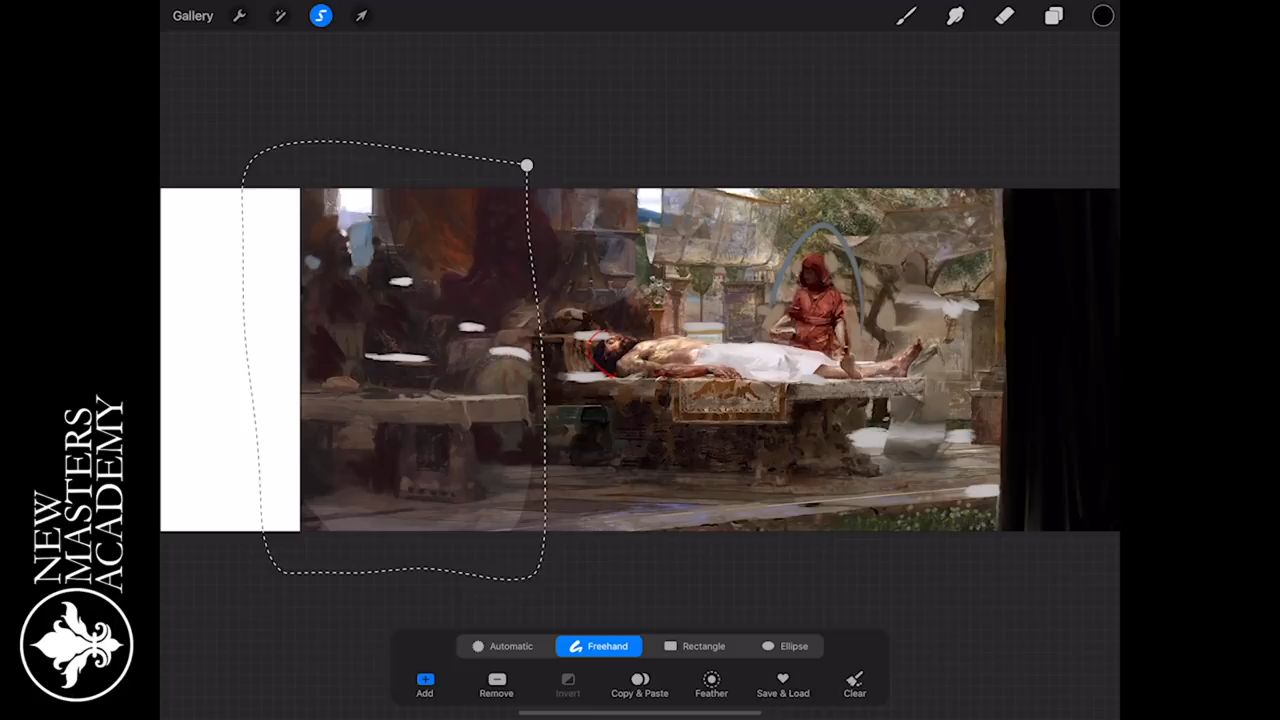 Gallery
NEW
MASTERS
ACADEMY
Automatic
Freehand
Rectangle
Ellipse
Add
Remove
Invert
Copy & Paste
Feather
Save & Load
Clear